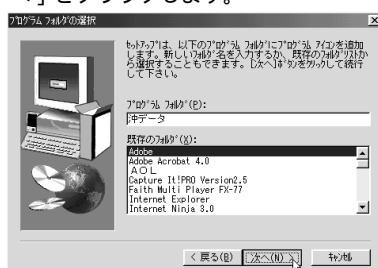 」をクリックします。
ﾌﾟﾛｸﾞﾗﾑ ﾌｫﾙﾀﾞの選択
ｾｯﾄｱｯﾌﾟは、以下のﾌﾟﾛｸﾞﾗﾑ ﾌｫﾙﾀﾞにﾌﾟﾛｸﾞﾗﾑ ｱｲｺﾝを追加
します。新しいﾌｫﾙﾀﾞ名を入力するか、既存のﾌｫﾙﾀﾞﾘｽﾄか
ら選択することもできます。[次へ]ﾎﾞﾀﾝをｸﾘｯｸして続行
して下さい。
ﾌﾟﾛｸﾞﾗﾑ ﾌｫﾙﾀﾞ(P):
沖データ
既存のﾌｫﾙﾀﾞ(X):
Adobe
Adobe Acrobat 4.0
ＡＯＬ
Capture It!PRO Version2.5
Faith Multi Player FX-77
Internet Explorer
Internet Ninja 3.0
< 戻る(B) 次へ(N) > ｷｬﾝｾﾙ